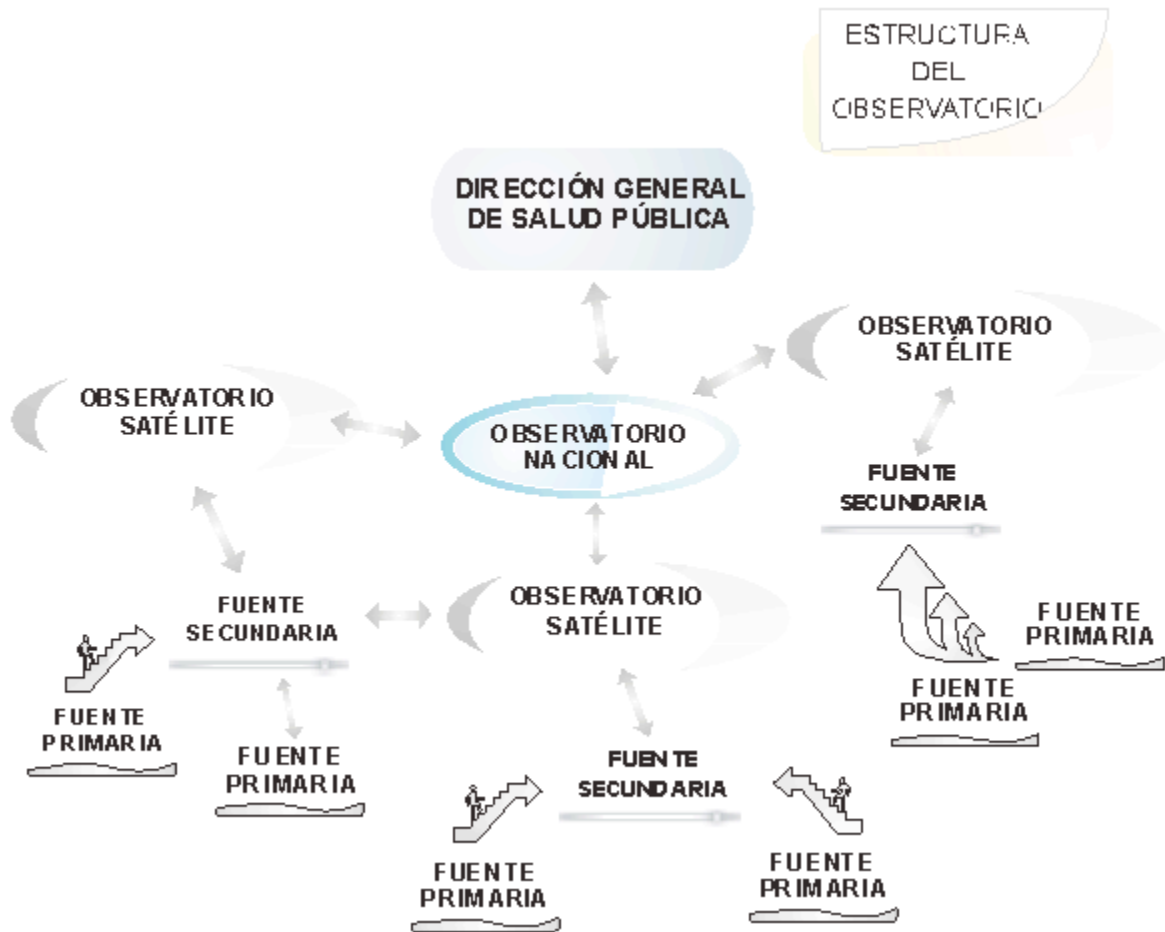 ESTRUCTURA
DEL
OBSERVATORIO
DIRECCIÓN GENERAL
DE SALUD PÚBLICA
OBSERVATORIO
SATÉLITE
OBSERVATORIO
SATÉLITE
OBSERVATORIO
NACIONAL
FUENTE
SECUNDARIA
OBSERVATORIO
SATÉLITE
FUENTE
SECUNDARIA
FUENTE
PRIMARIA
FUENTE
PRIMARIA
FUENTE
PRIMARIA
FUENTE
PRIMARIA
FUENTE
SECUNDARIA
FUENTE
PRIMARIA
FUENTE
PRIMARIA